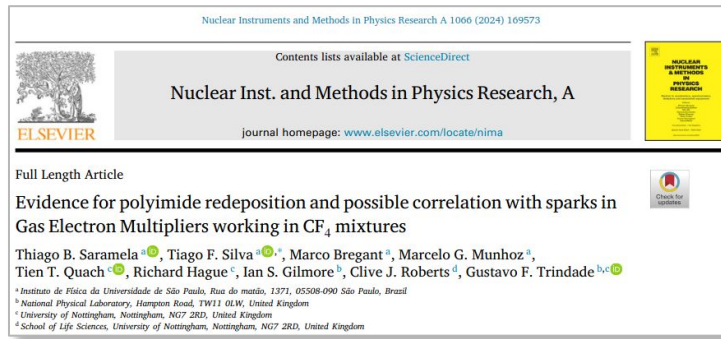 Nuclear Instruments and Methods in Physics Research A 1066 (2024) 169573
Contents lists available at ScienceDirect
Nuclear Inst. and Methods in Physics Research, A
journal homepage: www.elsevier.com/locate/nima
ELSEVIER
NUCLEAR
INSTRUMENTS
& METHODS
IN
PHYSICS
RESEARCH
Full Length Article
Check for
updates
Evidence for polyimide redeposition and possible correlation with sparks in
Gas Electron Multipliers working in CF₄ mixtures
Thiago B. Saramela ᵃ, Tiago F. Silva ᵃ,*, Marco Bregant ᵃ, Marcelo G. Munhoz ᵃ,
Tien T. Quach ᶜ, Richard Hague ᶜ, Ian S. Gilmore ᵇ, Clive J. Roberts ᵈ, Gustavo F. Trindade ᵇ,ᶜ
ᵃ Instituto de Física da Universidade de São Paulo, Rua do matão, 1371, 05508-090 São Paulo, Brazil
ᵇ National Physical Laboratory, Hampton Road, TW11 0LW, United Kingdom
ᶜ University of Nottingham, Nottingham, NG7 2RD, United Kingdom
ᵈ School of Life Sciences, University of Nottingham, Nottingham, NG7 2RD, United Kingdom